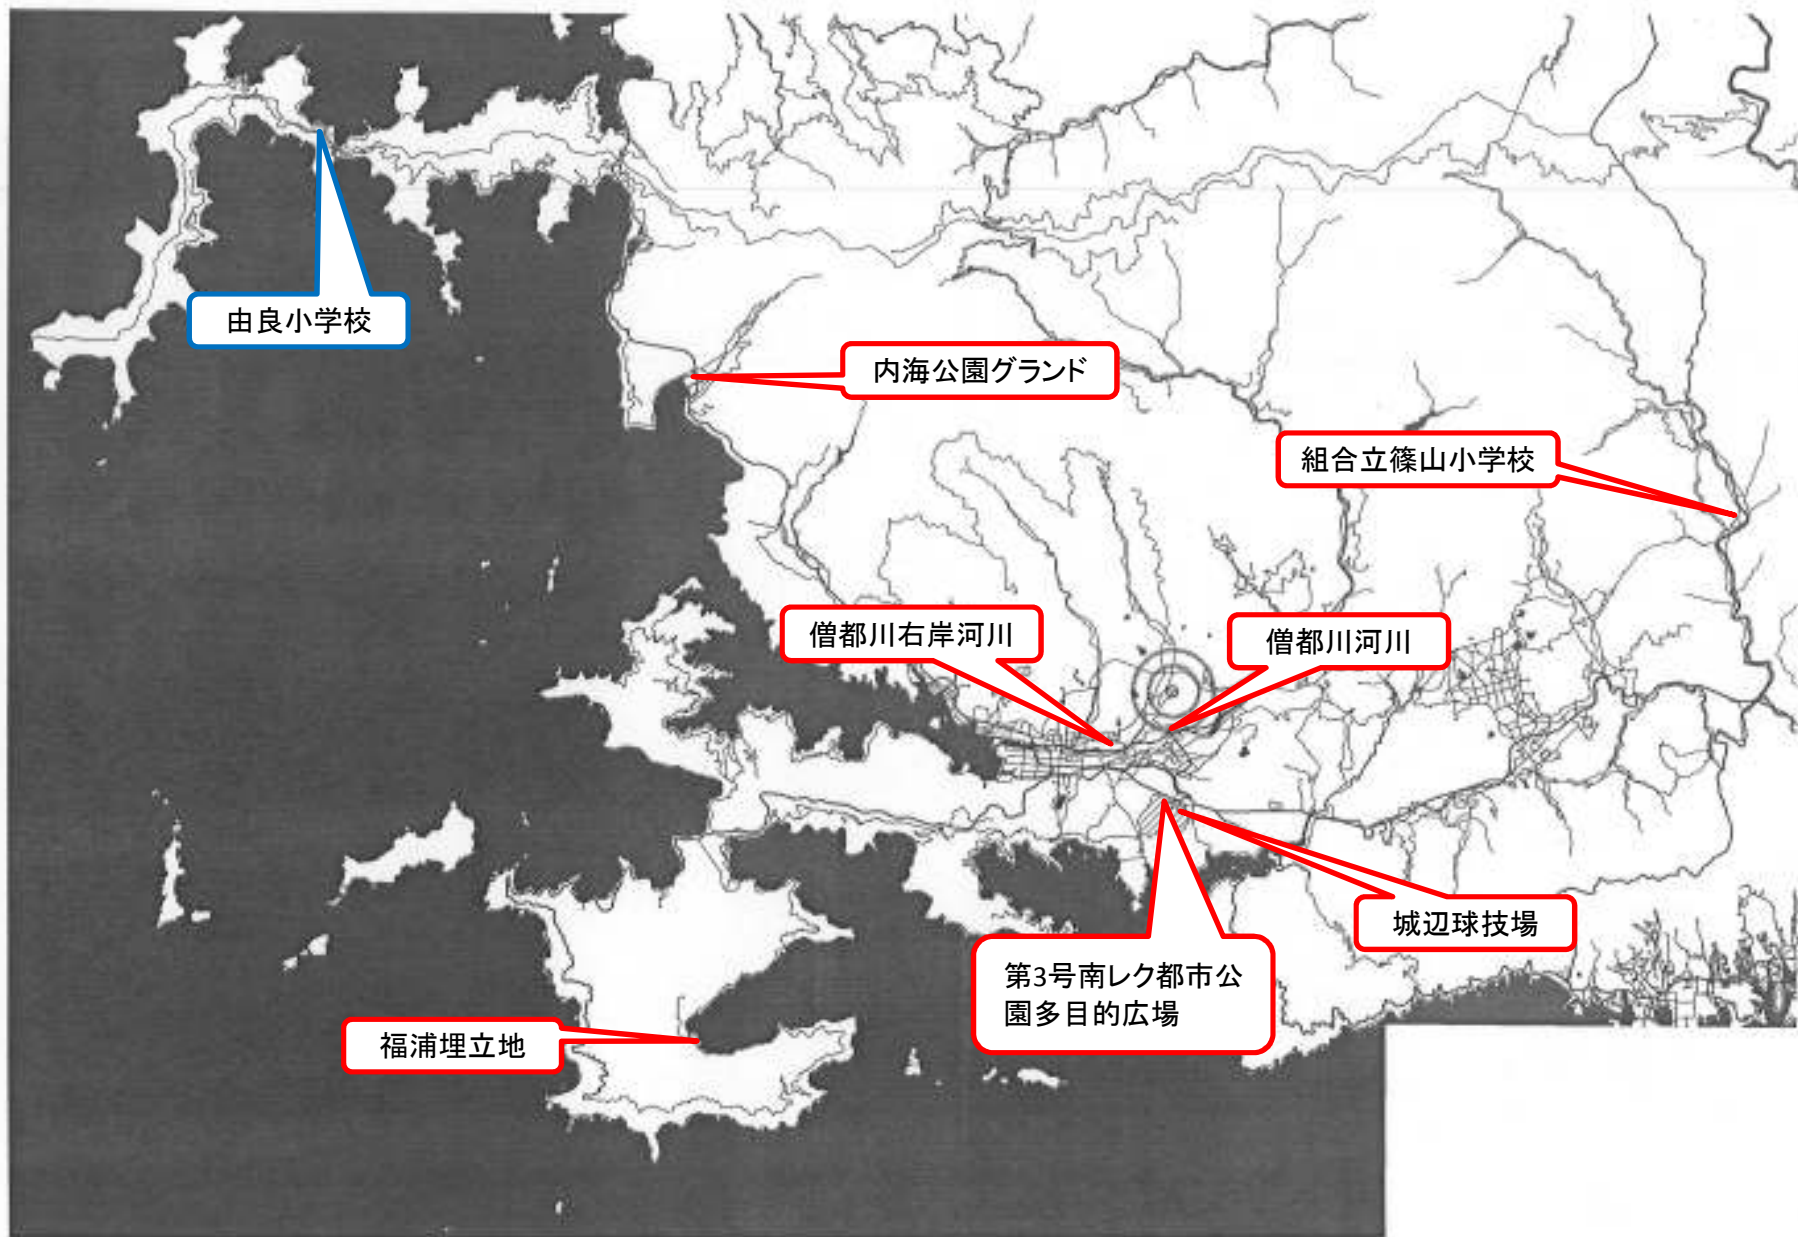 由良小学校
内海公園グランド
組合立篠山小学校
僧都川右岸河川
僧都川河川
城辺球技場
第3号南レク都市公
園多目的広場
福浦埋立地